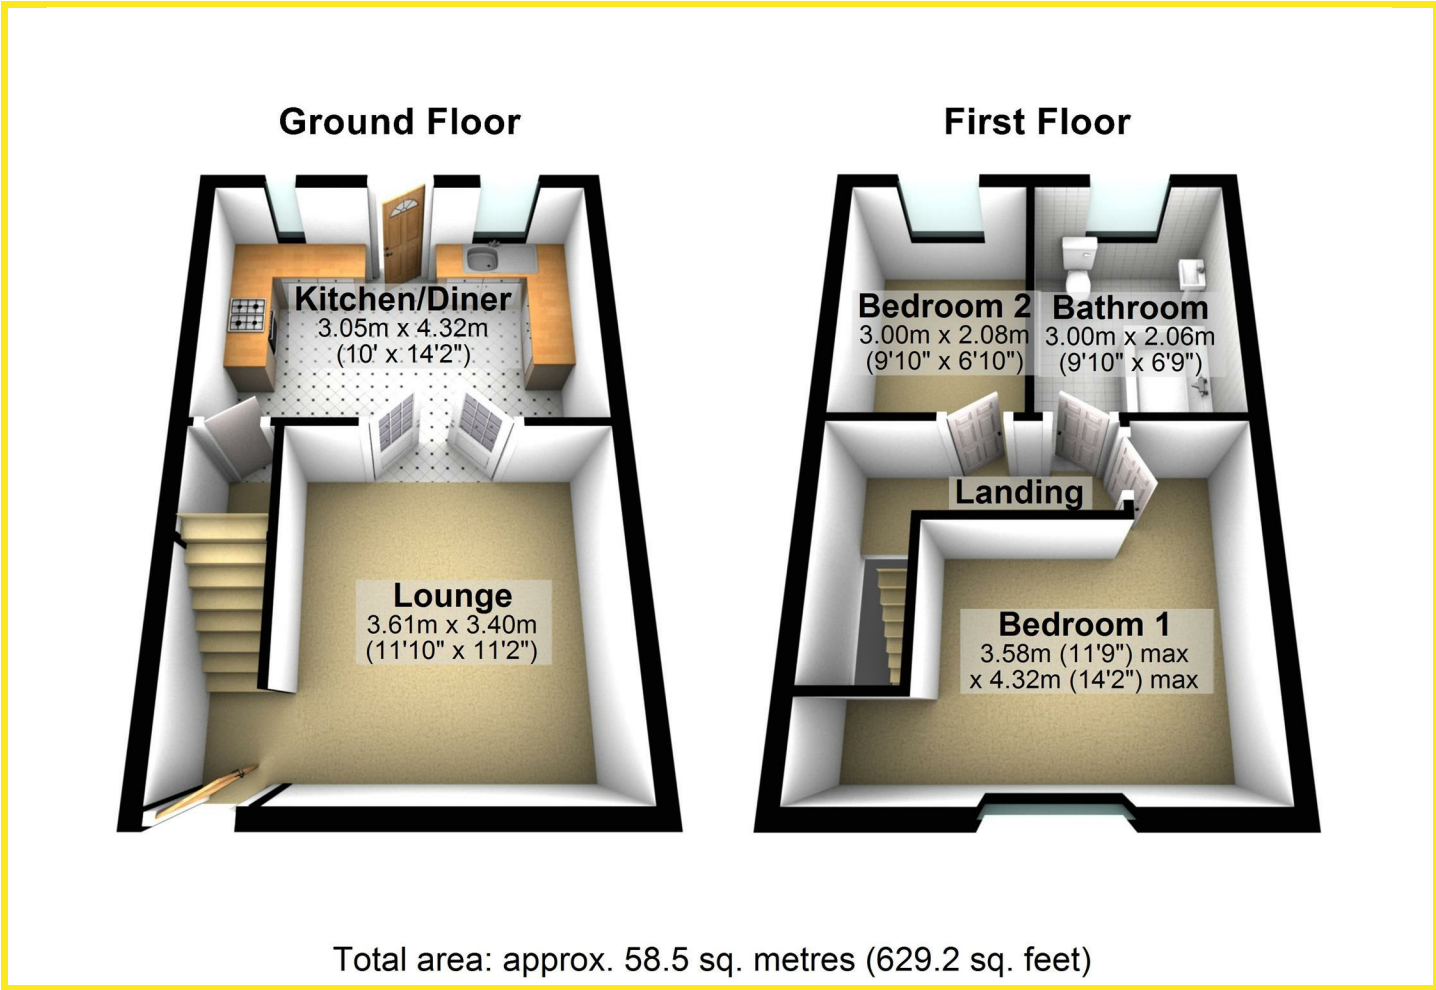 Ground Floor
Kitchen/Diner
3.05m x 4.32m
(10' x 14'2")
Lounge
3.61m x 3.40m
(11'10" x 11'2")
First Floor
Bedroom 2
3.00m x 2.08m
(9'10" x 6'10")
Bathroom
3.00m x 2.06m
(9'10" x 6'9")
Landing
Bedroom 1
3.58m (11'9") max
x 4.32m (14'2") max
Total area: approx. 58.5 sq. metres (629.2 sq. feet)